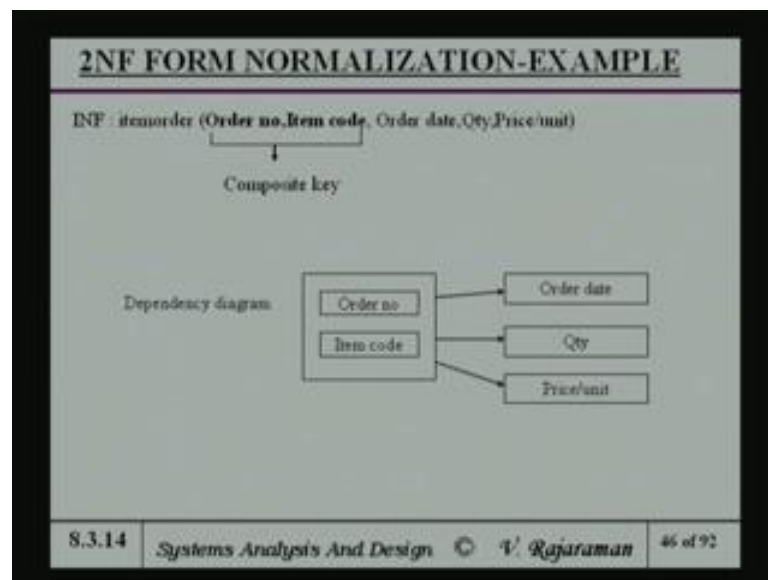 2NF FORM NORMALIZATION-EXAMPLE
INF : itemorder (Order no,Item code, Order date,Qty,Price/unit)
Composite key
Dependency diagram
Order no
Item code
Order date
Qty
Price/unit
8.3.14
Systems Analysis And Design © V. Rajaraman
46 of 92